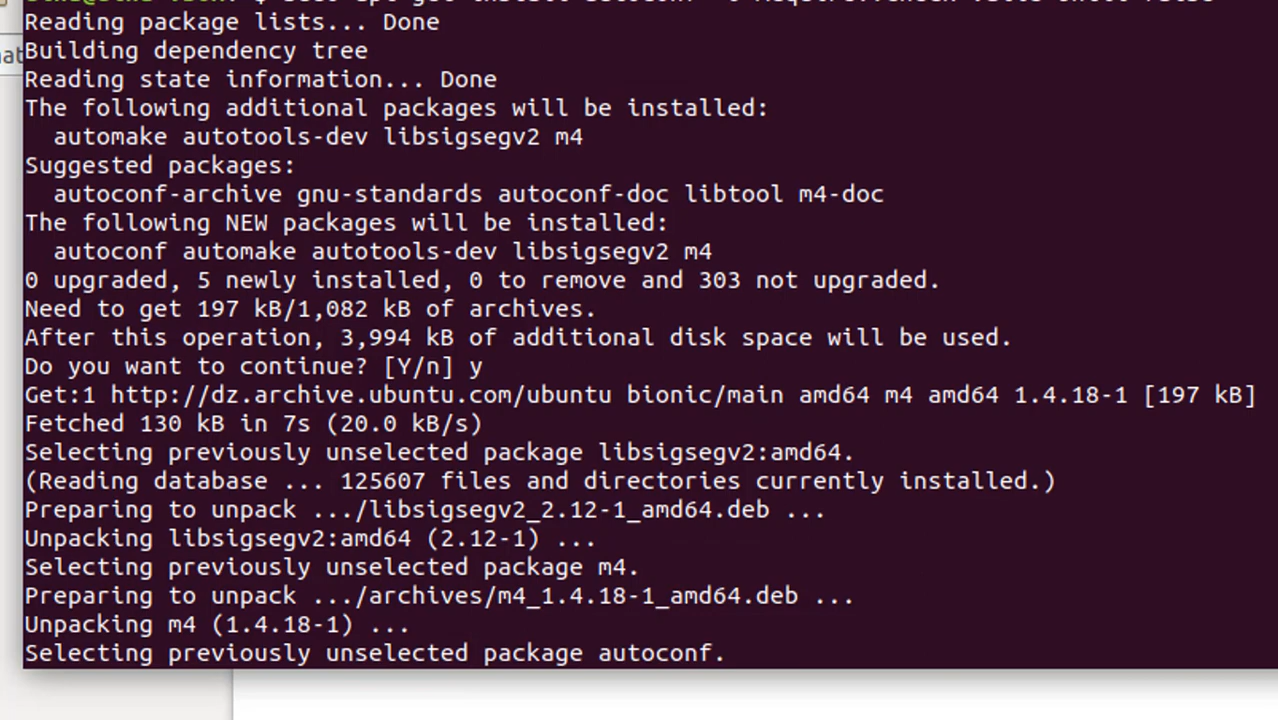 Reading package lists... Done
Building dependency tree
Reading state information... Done
The following additional packages will be installed:
  automake autotools-dev libsigsegv2 m4
Suggested packages:
  autoconf-archive gnu-standards autoconf-doc libtool m4-doc
The following NEW packages will be installed:
  autoconf automake autotools-dev libsigsegv2 m4
0 upgraded, 5 newly installed, 0 to remove and 303 not upgraded.
Need to get 197 kB/1,082 kB of archives.
After this operation, 3,994 kB of additional disk space will be used.
Do you want to continue? [Y/n] y
Get:1 http://dz.archive.ubuntu.com/ubuntu bionic/main amd64 m4 amd64 1.4.18-1 [197 kB]
Fetched 130 kB in 7s (20.0 kB/s)
Selecting previously unselected package libsigsegv2:amd64.
(Reading database ... 125607 files and directories currently installed.)
Preparing to unpack .../libsigsegv2_2.12-1_amd64.deb ...
Unpacking libsigsegv2:amd64 (2.12-1) ...
Selecting previously unselected package m4.
Preparing to unpack .../archives/m4_1.4.18-1_amd64.deb ...
Unpacking m4 (1.4.18-1) ...
Selecting previously unselected package autoconf.